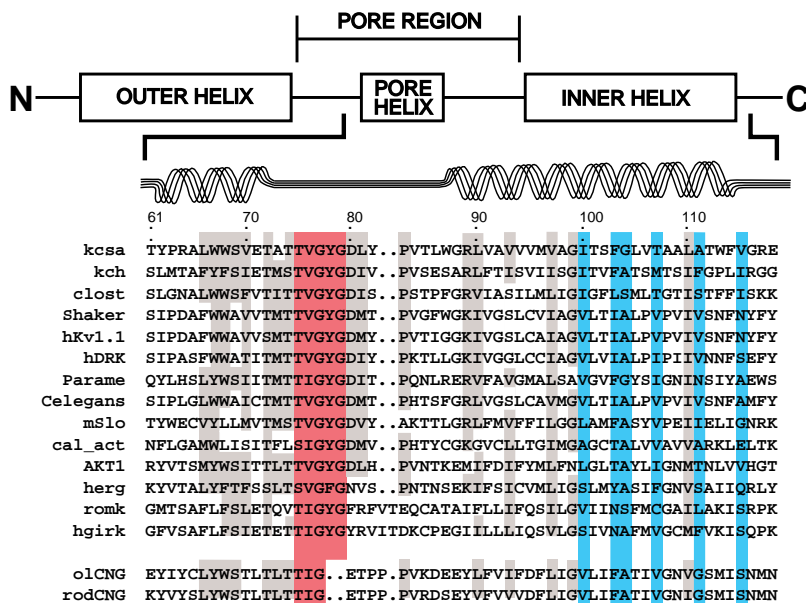 PORE REGION
N OUTER HELIX PORE HELIX INNER HELIX C
61 70 80 90 100 110
kcsa TYPRALWWSVETATTVGYGDLY..PVTLWGRLVAVVVMVAGITSFGLVTAALATWFVGRE
kch SLMTAFYFSIETMSTVGYGDIV..PVSESARLFTISVIISGITVFATSMTSIFGPLIRGG
clost SLGNALWWSFVTITTVGYGDIS..PSTPFGRVIASILMLIGIGFLSMLTGTISTFFISKK
Shaker SIPDAFWWAVVTMTTVGYGDMT..PVGFWGKIVGSLCVIAGVLTIALPVPVIVSNFNYFY
hKv1.1 SIPDAFWWAVVSMTTVGYGDMY..PVTIGGKIVGSLCAIAGVLTIALPVPVIVSNFNYFY
hDRK SIPASFWWATITMTTVGYGDIY..PKTLLGKIVGGLCCIAGVLVIALPIPIIVNNFSEFY
Parame QYLHSLYWSIITMTTIGYGDIT..PQNLRERVFAVGMALSAVGVFGYSIGNINSIYAEWS
Celegans SIPLGLWWAICTMTTVGYGDMT..PHTSFGRLVGSLCAVMGVLTIALPVPVIVSNFAMFY
mSlo TYWECVYLLMVTMSTVGYGDVY..AKTTLGRLFMVFFILGGLAMFASYVPEIIELIGNRK
cal_act NFLGAMWLISITFLSIGYGDMV..PHTYCGKGVCLLTGIMGAGCTALVVAVVARKLELTK
AKT1 RYVTSMYWSITTLTTVGYGDLH..PVNTKEMIFDIFYMLFNLGLTAYLIGNMTNLVVHGT
herg KYVTALYFTFSSLTSVGFGNVS..PNTNSEKIFSICVMLIGSLMYASIFGNVSAIIQRLY
romk GMTSAFLFSLETQVTIGYGFRFVTEQCATAIFLLIFQSILGVIINSFMCGAILAKISRPK
hgirk GFVSAFLFSIETETTIGYGYRVITDKCPEGIILLLIQSVLGSIVNAFMVGCMFVKISQPK
olCNG EYIYCLYWSTLTLTTIG..ETPP.PVKDEEYLFVIFDFLIGVLIFATIVGNVGSMISNMN
rodCNG KYVYSLYWSTLTLTTIG..ETPP.PVRDSEYVFVVVDFLIGVLIFATIVGNIGSMISNMN